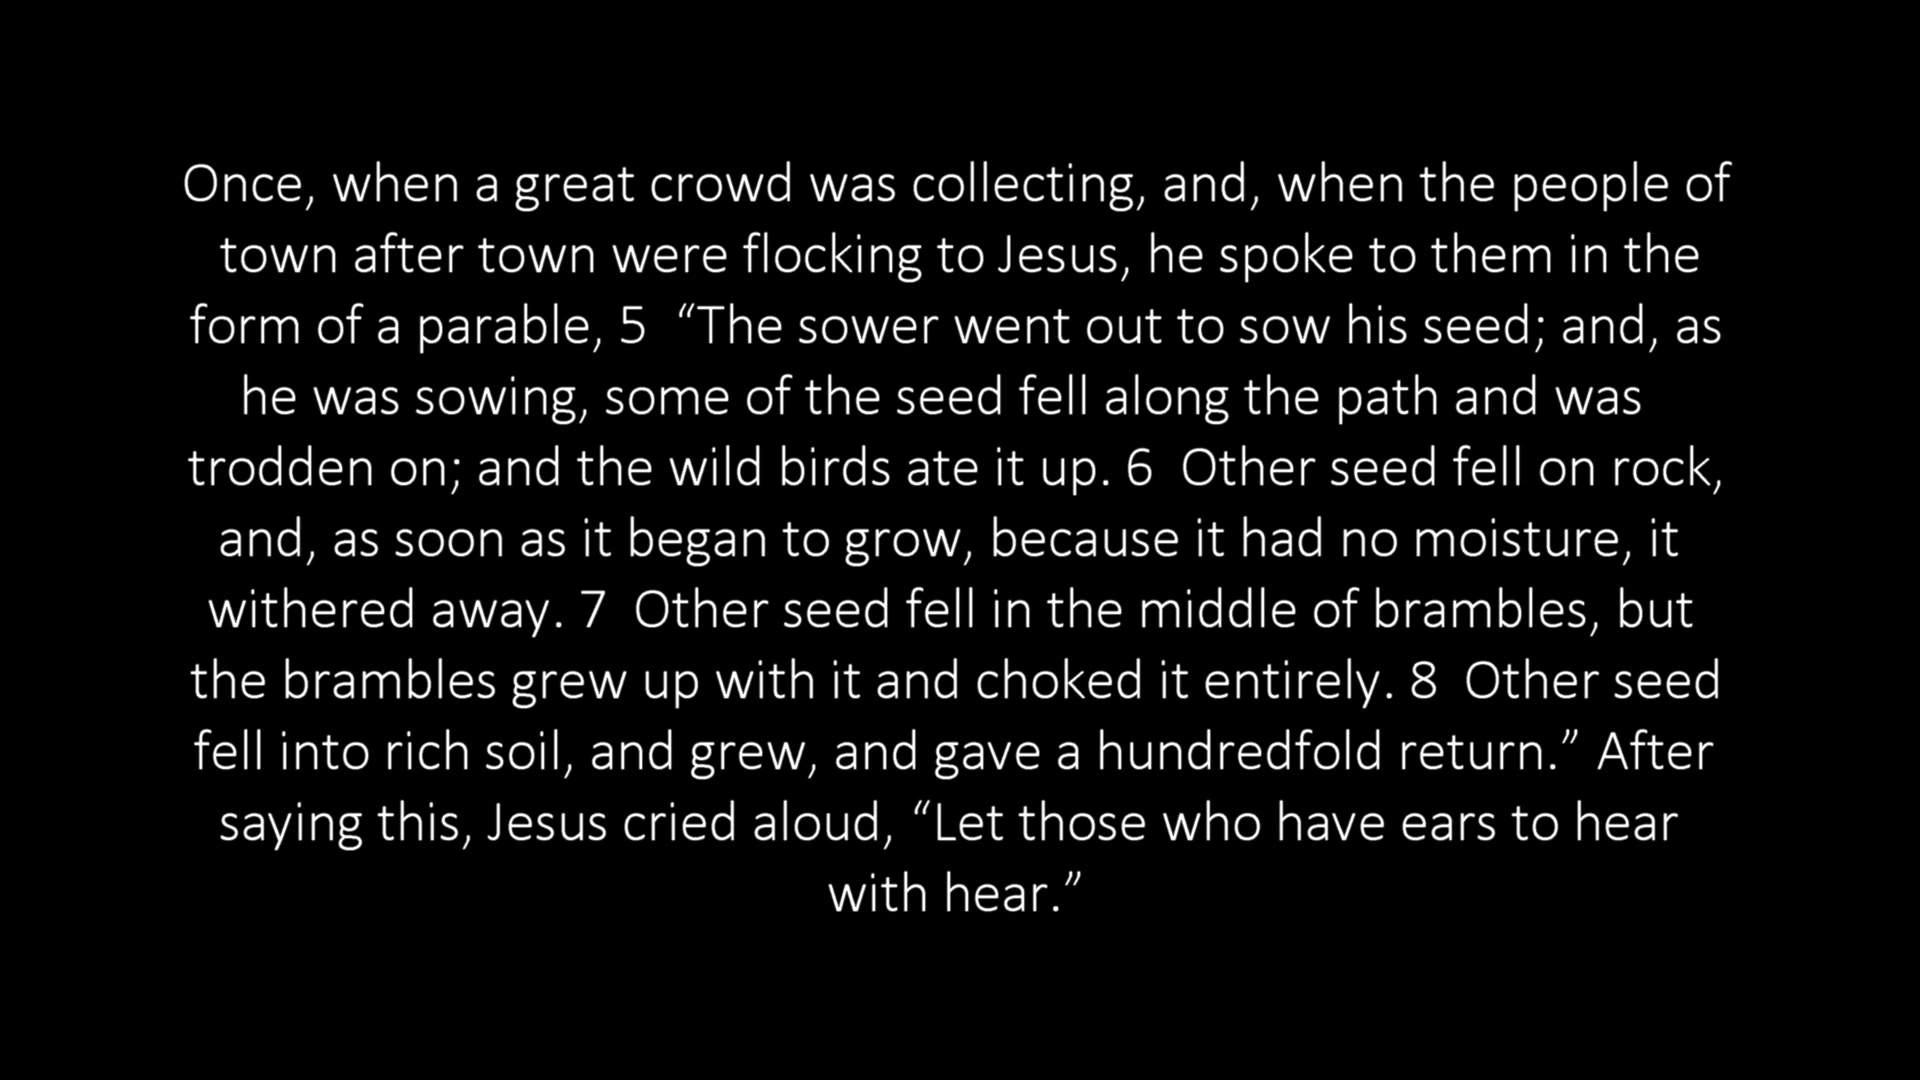 Once, when a great crowd was collecting, and, when the people of
town after town were flocking to Jesus, he spoke to them in the
form of a parable, 5  “The sower went out to sow his seed; and, as
he was sowing, some of the seed fell along the path and was
trodden on; and the wild birds ate it up. 6  Other seed fell on rock,
and, as soon as it began to grow, because it had no moisture, it
withered away. 7  Other seed fell in the middle of brambles, but
the brambles grew up with it and choked it entirely. 8  Other seed
fell into rich soil, and grew, and gave a hundredfold return.” After
saying this, Jesus cried aloud, “Let those who have ears to hear
with hear.”